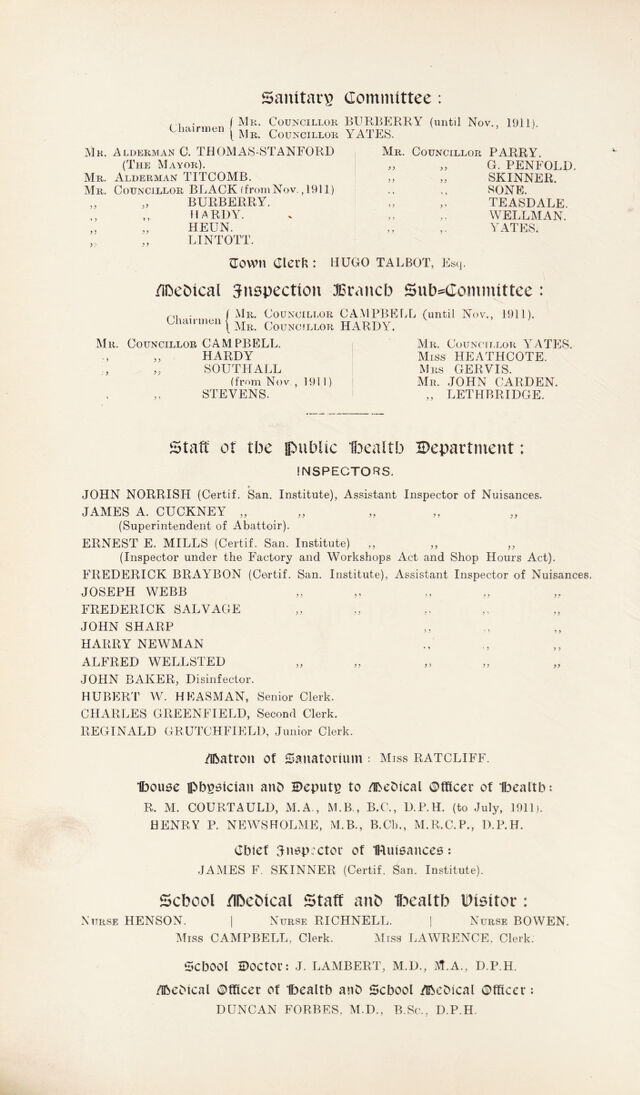 Sanitary Committee :
Chairmen { Mr. Councillor BURBERRY (until Nov., 1911).
{ Mr. Councillor YATES.
Mr. Alderman C. THOMAS-STANFORD
(The Mayor).
Mr. Alderman TITCOMB.
Mr. Councillor BLACK (from Nov., 1911)
„ „ BURBERRY.
„ „ HARDY.
„ „ HEUN.
„ „ LINTOTT.
Mr. Councillor PARRY.
„ „ G. PENFOLD.
„ „ SKINNER.
„ „ SONE.
„ „ TEASDALE.
„ „ WELLMAN.
„ „ YATES.
Town Clerk : HUGO TALBOT, Esq.
Medical Inspection Branch Sub=Committee :
Chairmen { Mr. Councillor CAMPBELL (until Nov., 1911).
{ Mr. Councillor HARDY.
Mr. Councillor CAMPBELL.
„ „ HARDY
„ „ SOUTHALL
(from Nov., 1911)
„ „ STEVENS.
Mr. Councillor YATES.
Miss HEATHCOTE.
Mrs GERVIS.
Mr. JOHN CARDEN.
„ LETHBRIDGE.
Staff of the Public Health Department :
INSPECTORS.
JOHN NORRISH (Certif. San. Institute), Assistant Inspector of Nuisances.
JAMES A. CUCKNEY „ „ „ „ „
(Superintendent of Abattoir).
ERNEST E. MILLS (Certif. San. Institute) „ „ „
(Inspector under the Factory and Workshops Act and Shop Hours Act).
FREDERICK BRAYBON (Certif. San. Institute), Assistant Inspector of Nuisances.
JOSEPH WEBB „ „ „ „ „
FREDERICK SALVAGE „ „ „ „ „
JOHN SHARP „ „ „
HARRY NEWMAN „ „ „
ALFRED WELLSTED „ „ „ „ „
JOHN BAKER, Disinfector.
HUBERT W. HEASMAN, Senior Clerk.
CHARLES GREENFIELD, Second Clerk.
REGINALD GRUTCHFIELD, Junior Clerk.
Matron of Sanatorium : Miss RATCLIFF.
House Physician and Deputy to Medical Officer of Health :
R. M. COURTAULD, M.A., M.B., B.C., D.P.H. (to July, 1911).
HENRY P. NEWSHOLME, M.B., B.Ch., M.R.C.P., D.P.H.
Chief Inspector of Nuisances :
JAMES F. SKINNER (Certif. San. Institute).
School Medical Staff and Health Visitor :
Nurse HENSON. | Nurse RICHNELL. | Nurse BOWEN.
Miss CAMPBELL, Clerk. Miss LAWRENCE, Clerk.
School Doctor: J. LAMBERT, M.D., M.A., D.P.H.
Medical Officer of Health and School Medical Officer :
DUNCAN FORBES, M.D., B.Sc., D.P.H.